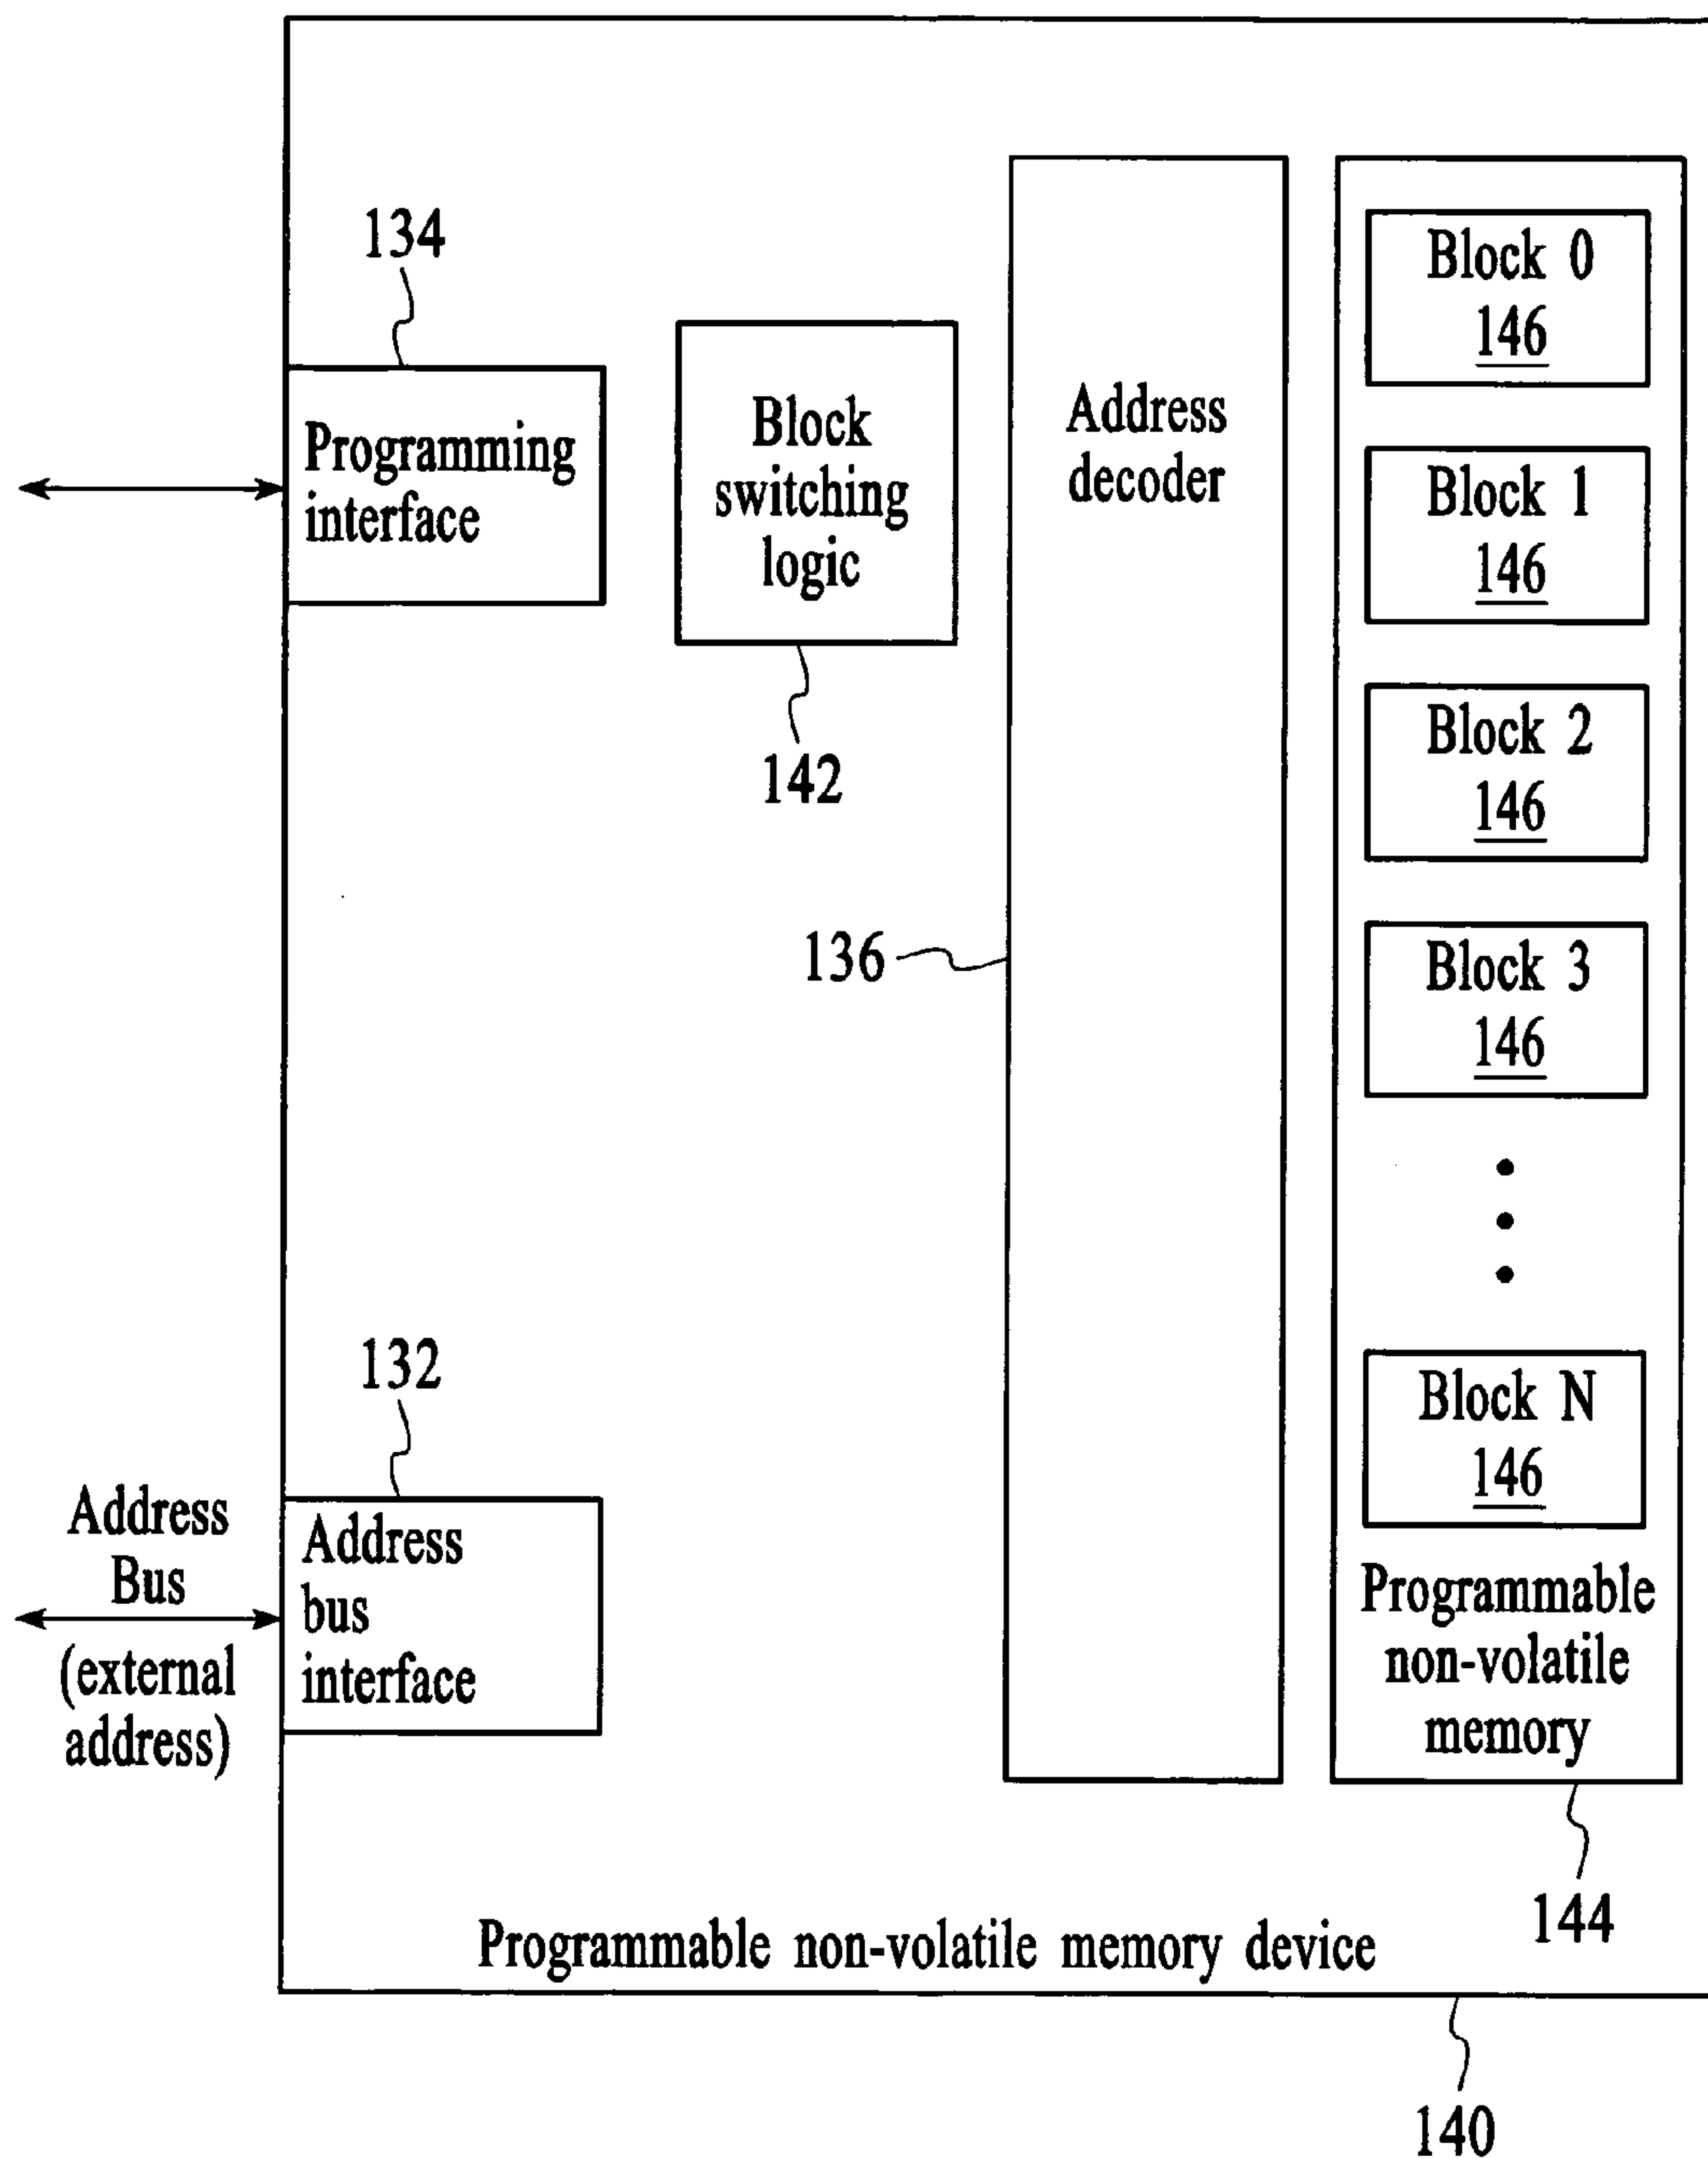 134
Programming
interface
Block
switching
logic
142
Address
decoder
136
Block 0
146
Block 1
146
Block 2
146
Block 3
146
Block N
146
Programmable
non-volatile
memory
144
132
Address
Bus
(external
address)
Address
bus
interface
Programmable non-volatile memory device
140